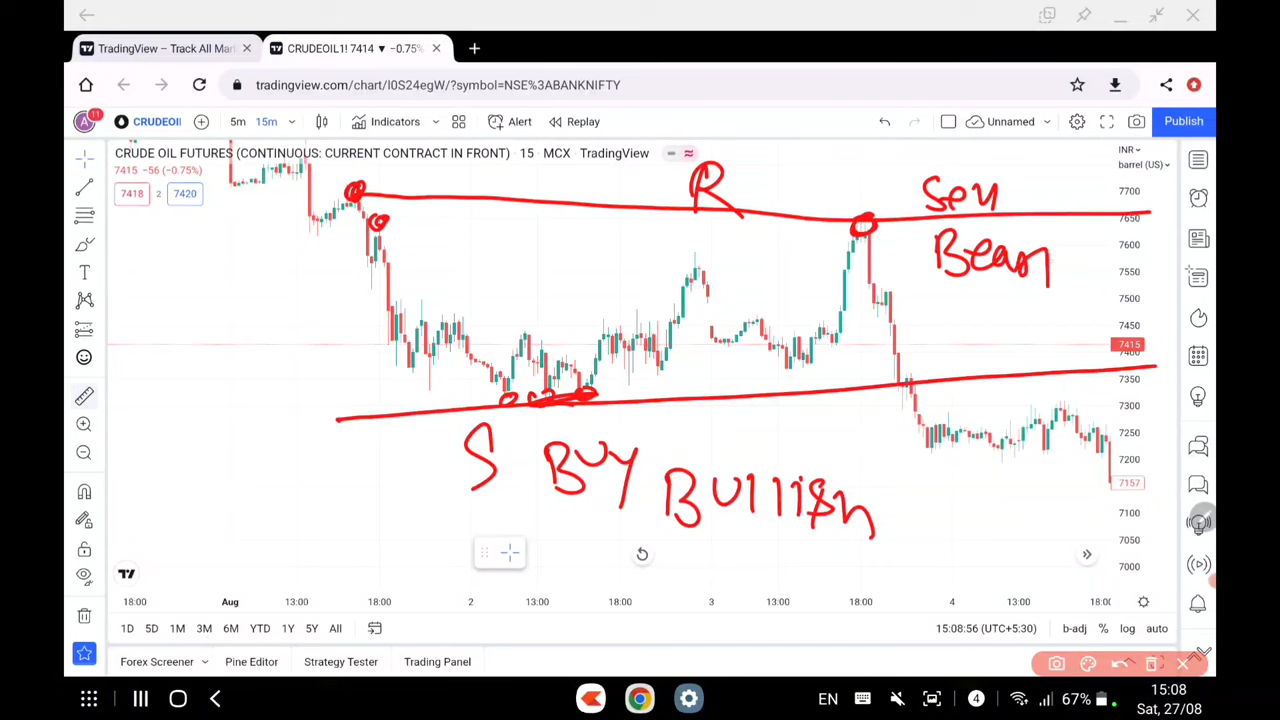 TradingView – Track All Mar
CRUDEOIL1! 7414 ▼ −0.75%
tradingview.com/chart/I0S24egW/?symbol=NSE%3ABANKNIFTY
A
11
CRUDEOIL
5m
15m
Indicators
Alert
Replay
Unnamed
Publish
CRUDE OIL FUTURES (CONTINUOUS: CURRENT CONTRACT IN FRONT) · 15 · MCX · TradingView
7415 −56 (−0.75%)
7418
2
7420
INR
barrel (US)
R
Sell
Bear
S
BUY
Bullish
7700
7650
7600
7550
7500
7450
7415
7400
7350
7300
7250
7200
7157
7100
7050
7000
18:00
Aug
13:00
18:00
2
13:00
18:00
3
13:00
18:00
4
13:00
18:00
1D
5D
1M
3M
6M
YTD
1Y
5Y
All
15:08:56 (UTC+5:30)
b-adj
%
log
auto
Forex Screener
Pine Editor
Strategy Tester
Trading Panel
EN
4
67%
15:08
Sat, 27/08